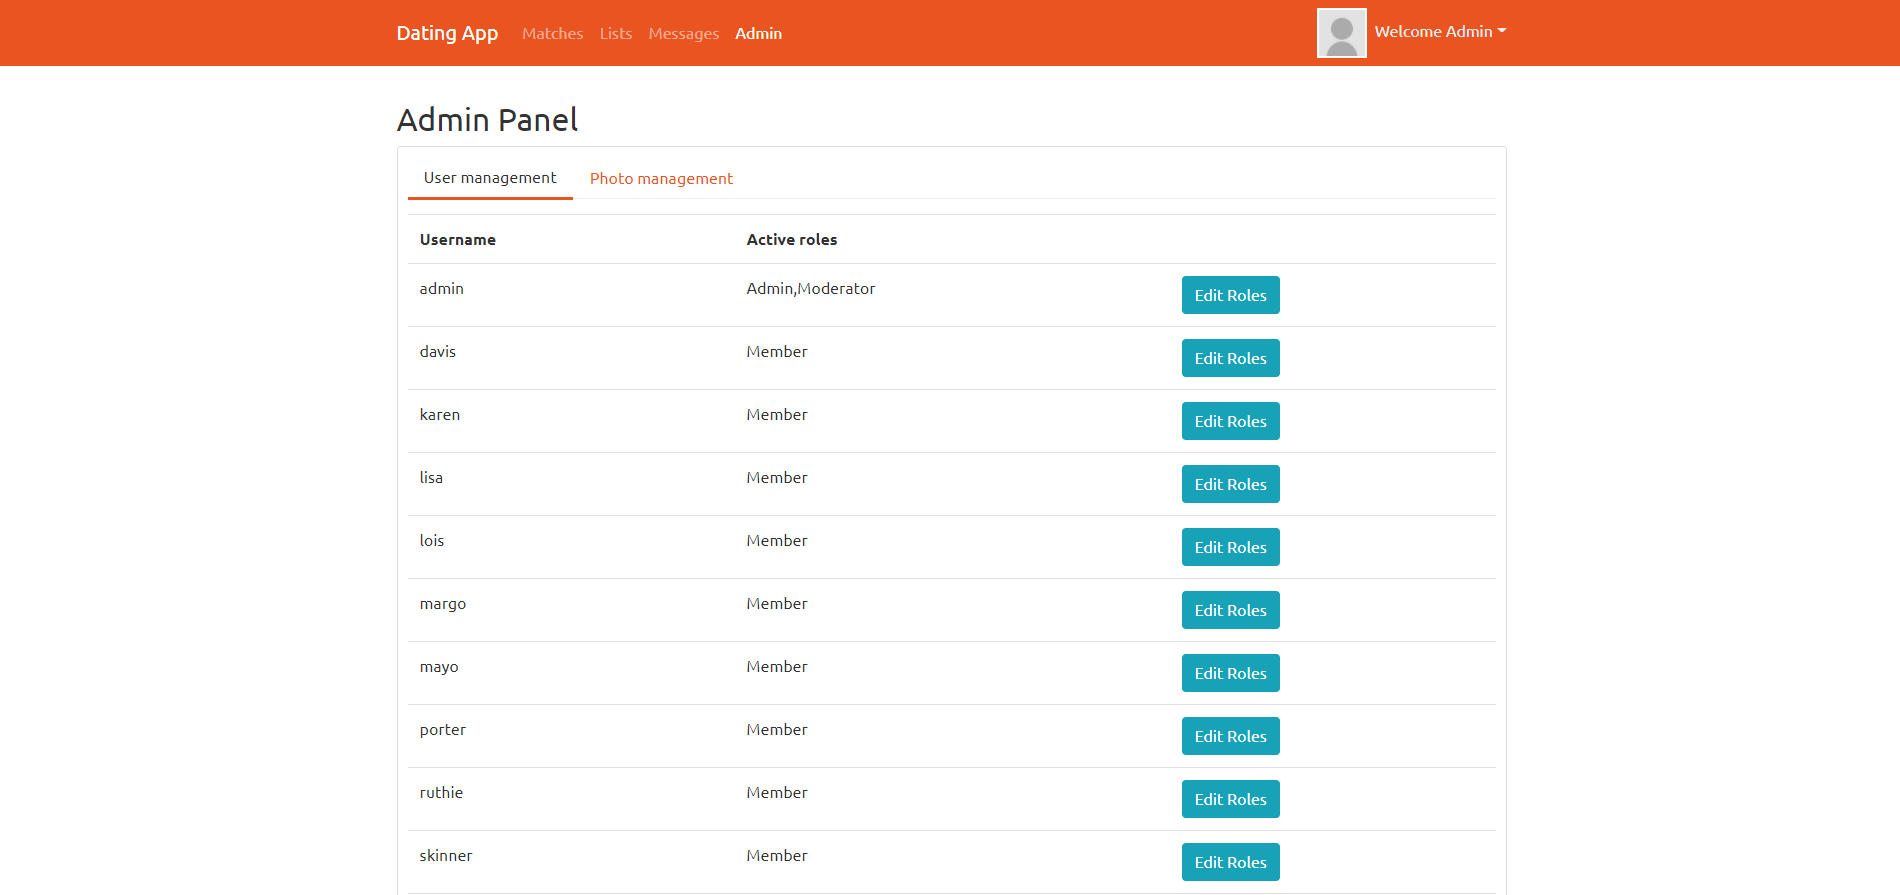 Dating App Matches Lists Messages Admin Welcome Admin
Admin Panel
User management Photo management
Username Active roles
admin Admin,Moderator Edit Roles
davis Member Edit Roles
karen Member Edit Roles
lisa Member Edit Roles
lois Member Edit Roles
margo Member Edit Roles
mayo Member Edit Roles
porter Member Edit Roles
ruthie Member Edit Roles
skinner Member Edit Roles